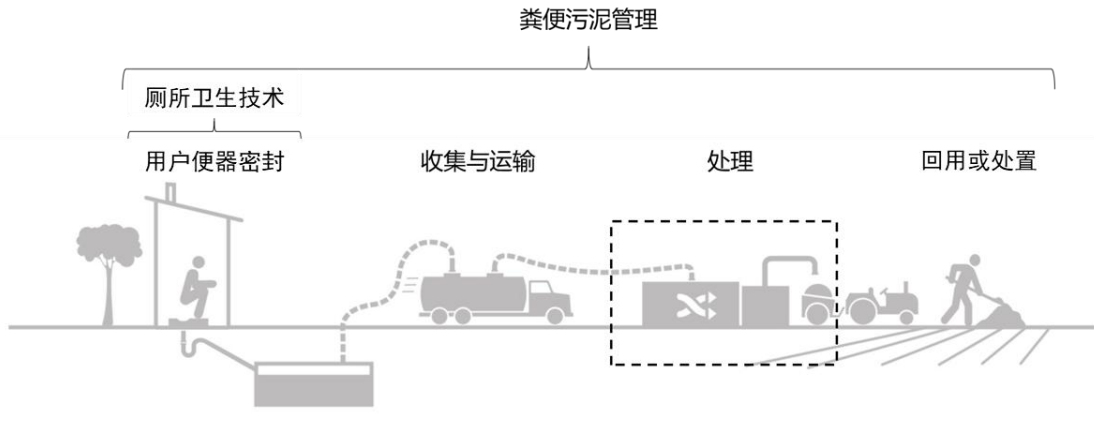 粪便污泥管理
厕所卫生技术
用户便器密封
收集与运输
处理
回用或处置